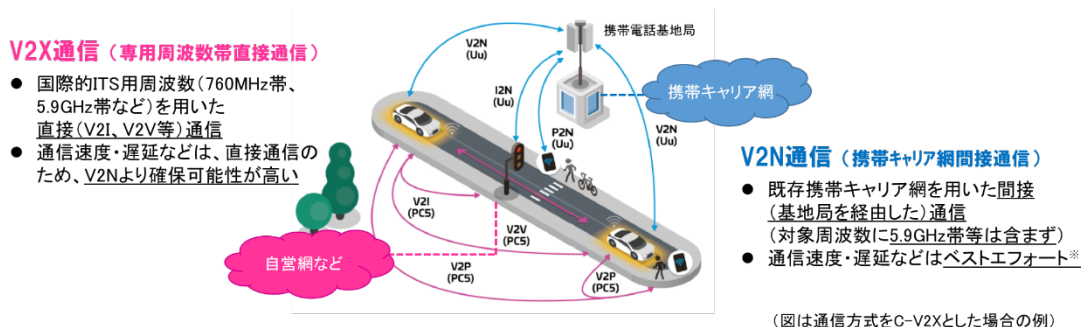 V2X通信（専用周波数帯直接通信）
● 国際的ITS用周波数（760MHz帯、
5.9GHz帯など）を用いた
直接（V2I、V2V等）通信
● 通信速度・遅延などは、直接通信の
ため、V2Nより確保可能性が高い
V2N
(Uu)
携帯電話基地局
I2N
(Uu)
P2N
(Uu)
V2N
(Uu)
携帯キャリア網
V2I
(PC5)
V2V
(PC5)
V2P
(PC5)
V2P
(PC5)
自営網など
V2N通信（携帯キャリア網間接通信）
● 既存携帯キャリア網を用いた間接
（基地局を経由した）通信
（対象周波数に5.9GHz帯等は含まず）
● 通信速度・遅延などはベストエフォート※
（図は通信方式をC-V2Xとした場合の例）